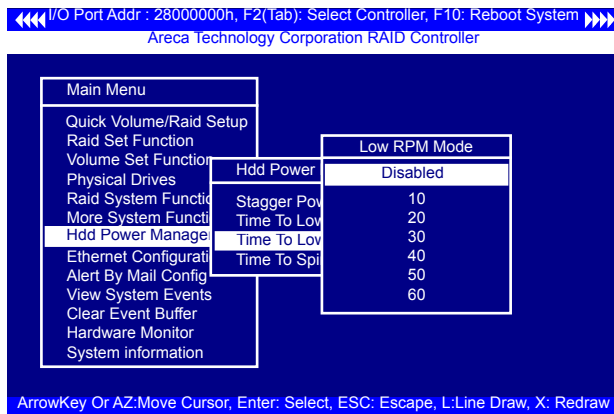 I/O Port Addr : 28000000h, F2(Tab): Select Controller, F10: Reboot System
Areca Technology Corporation RAID Controller
Main Menu
Quick Volume/Raid Setup
Raid Set Function
Volume Set Function
Physical Drives
Raid System Functio
More System Functi
Hdd Power Manage
Ethernet Configurati
Alert By Mail Config
View System Events
Clear Event Buffer
Hardware Monitor
System information
Hdd Power
Stagger Pow
Time To Low
Time To Low
Time To Spi
Low RPM Mode
Disabled
10
20
30
40
50
60
ArrowKey Or AZ:Move Cursor, Enter: Select, ESC: Escape, L:Line Draw, X: Redraw